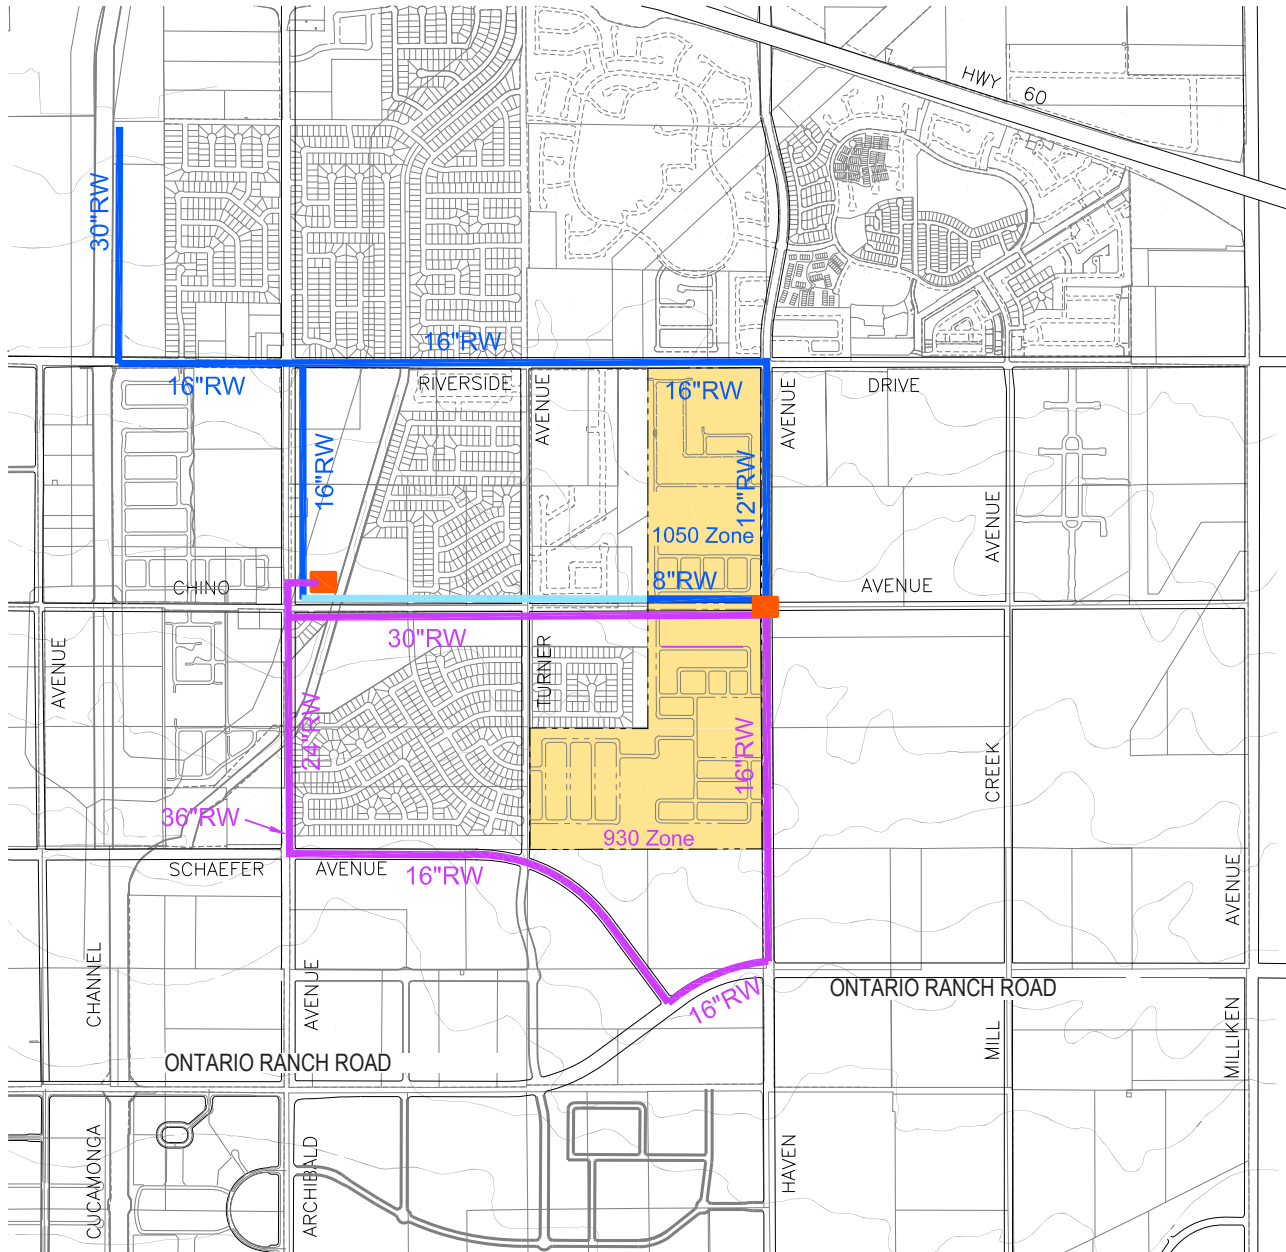 HWY 60
30"RW
16"RW
16"RW
RIVERSIDE
AVENUE
16"RW
AVENUE
DRIVE
16"RW
12"RW
AVENUE
1050 Zone
CHINO
8"RW
AVENUE
30"RW
AVENUE
TURNER
24"RW
16"RW
CREEK
36"RW
930 Zone
SCHAEFER
AVENUE
16"RW
AVENUE
CHANNEL
AVENUE
16"RW
ONTARIO RANCH ROAD
MILL
MILLIKEN
ONTARIO RANCH ROAD
CUCAMONGA
ARCHIBALD
HAVEN